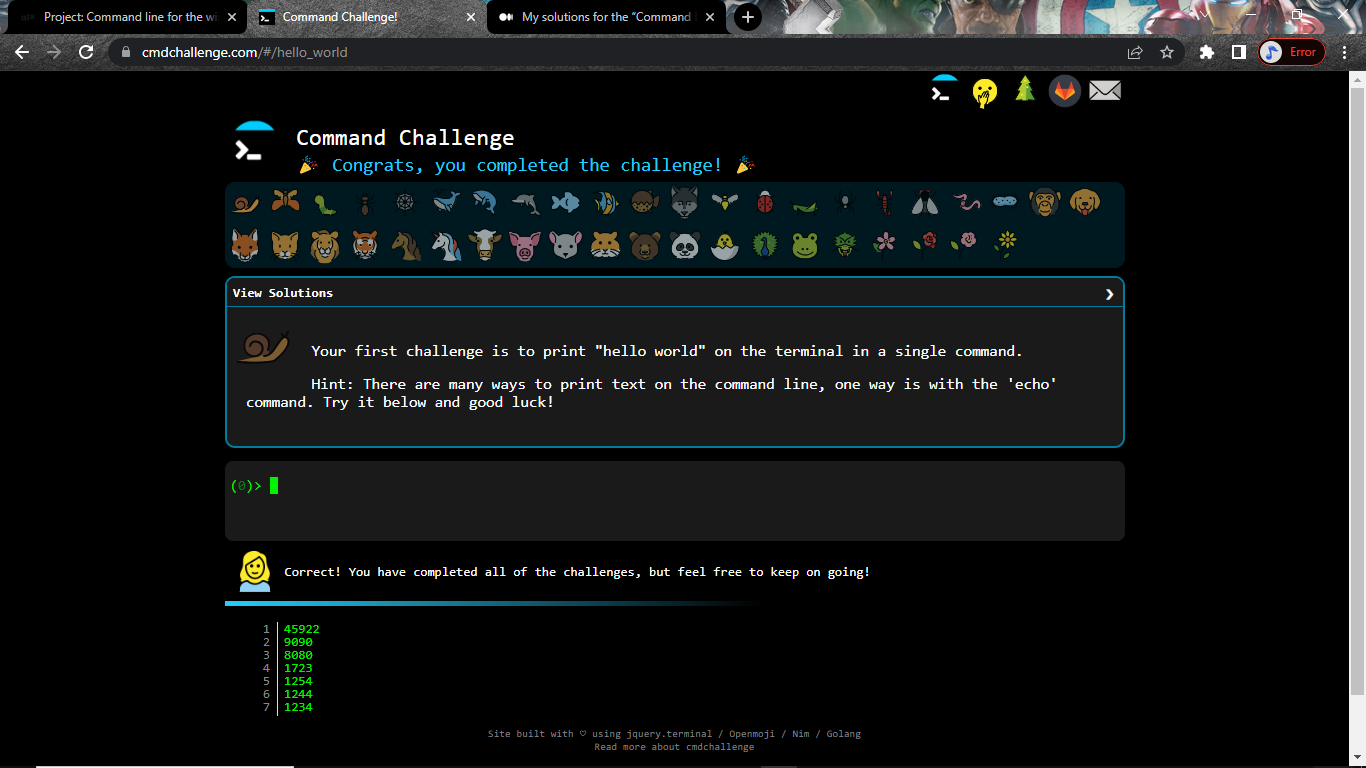 Project: Command line for the wi
Command Challenge!
My solutions for the “Command
cmdchallenge.com/#/hello_world
Error
Command Challenge
Congrats, you completed the challenge!
View Solutions
Your first challenge is to print "hello world" on the terminal in a single command.
Hint: There are many ways to print text on the command line, one way is with the 'echo'
command. Try it below and good luck!
(0)>
Correct! You have completed all of the challenges, but feel free to keep on going!
1 45922
2 9090
3 8080
4 1723
5 1254
6 1244
7 1234
Site built with ♡ using jquery.terminal / Openmoji / Nim / Golang
Read more about cmdchallenge